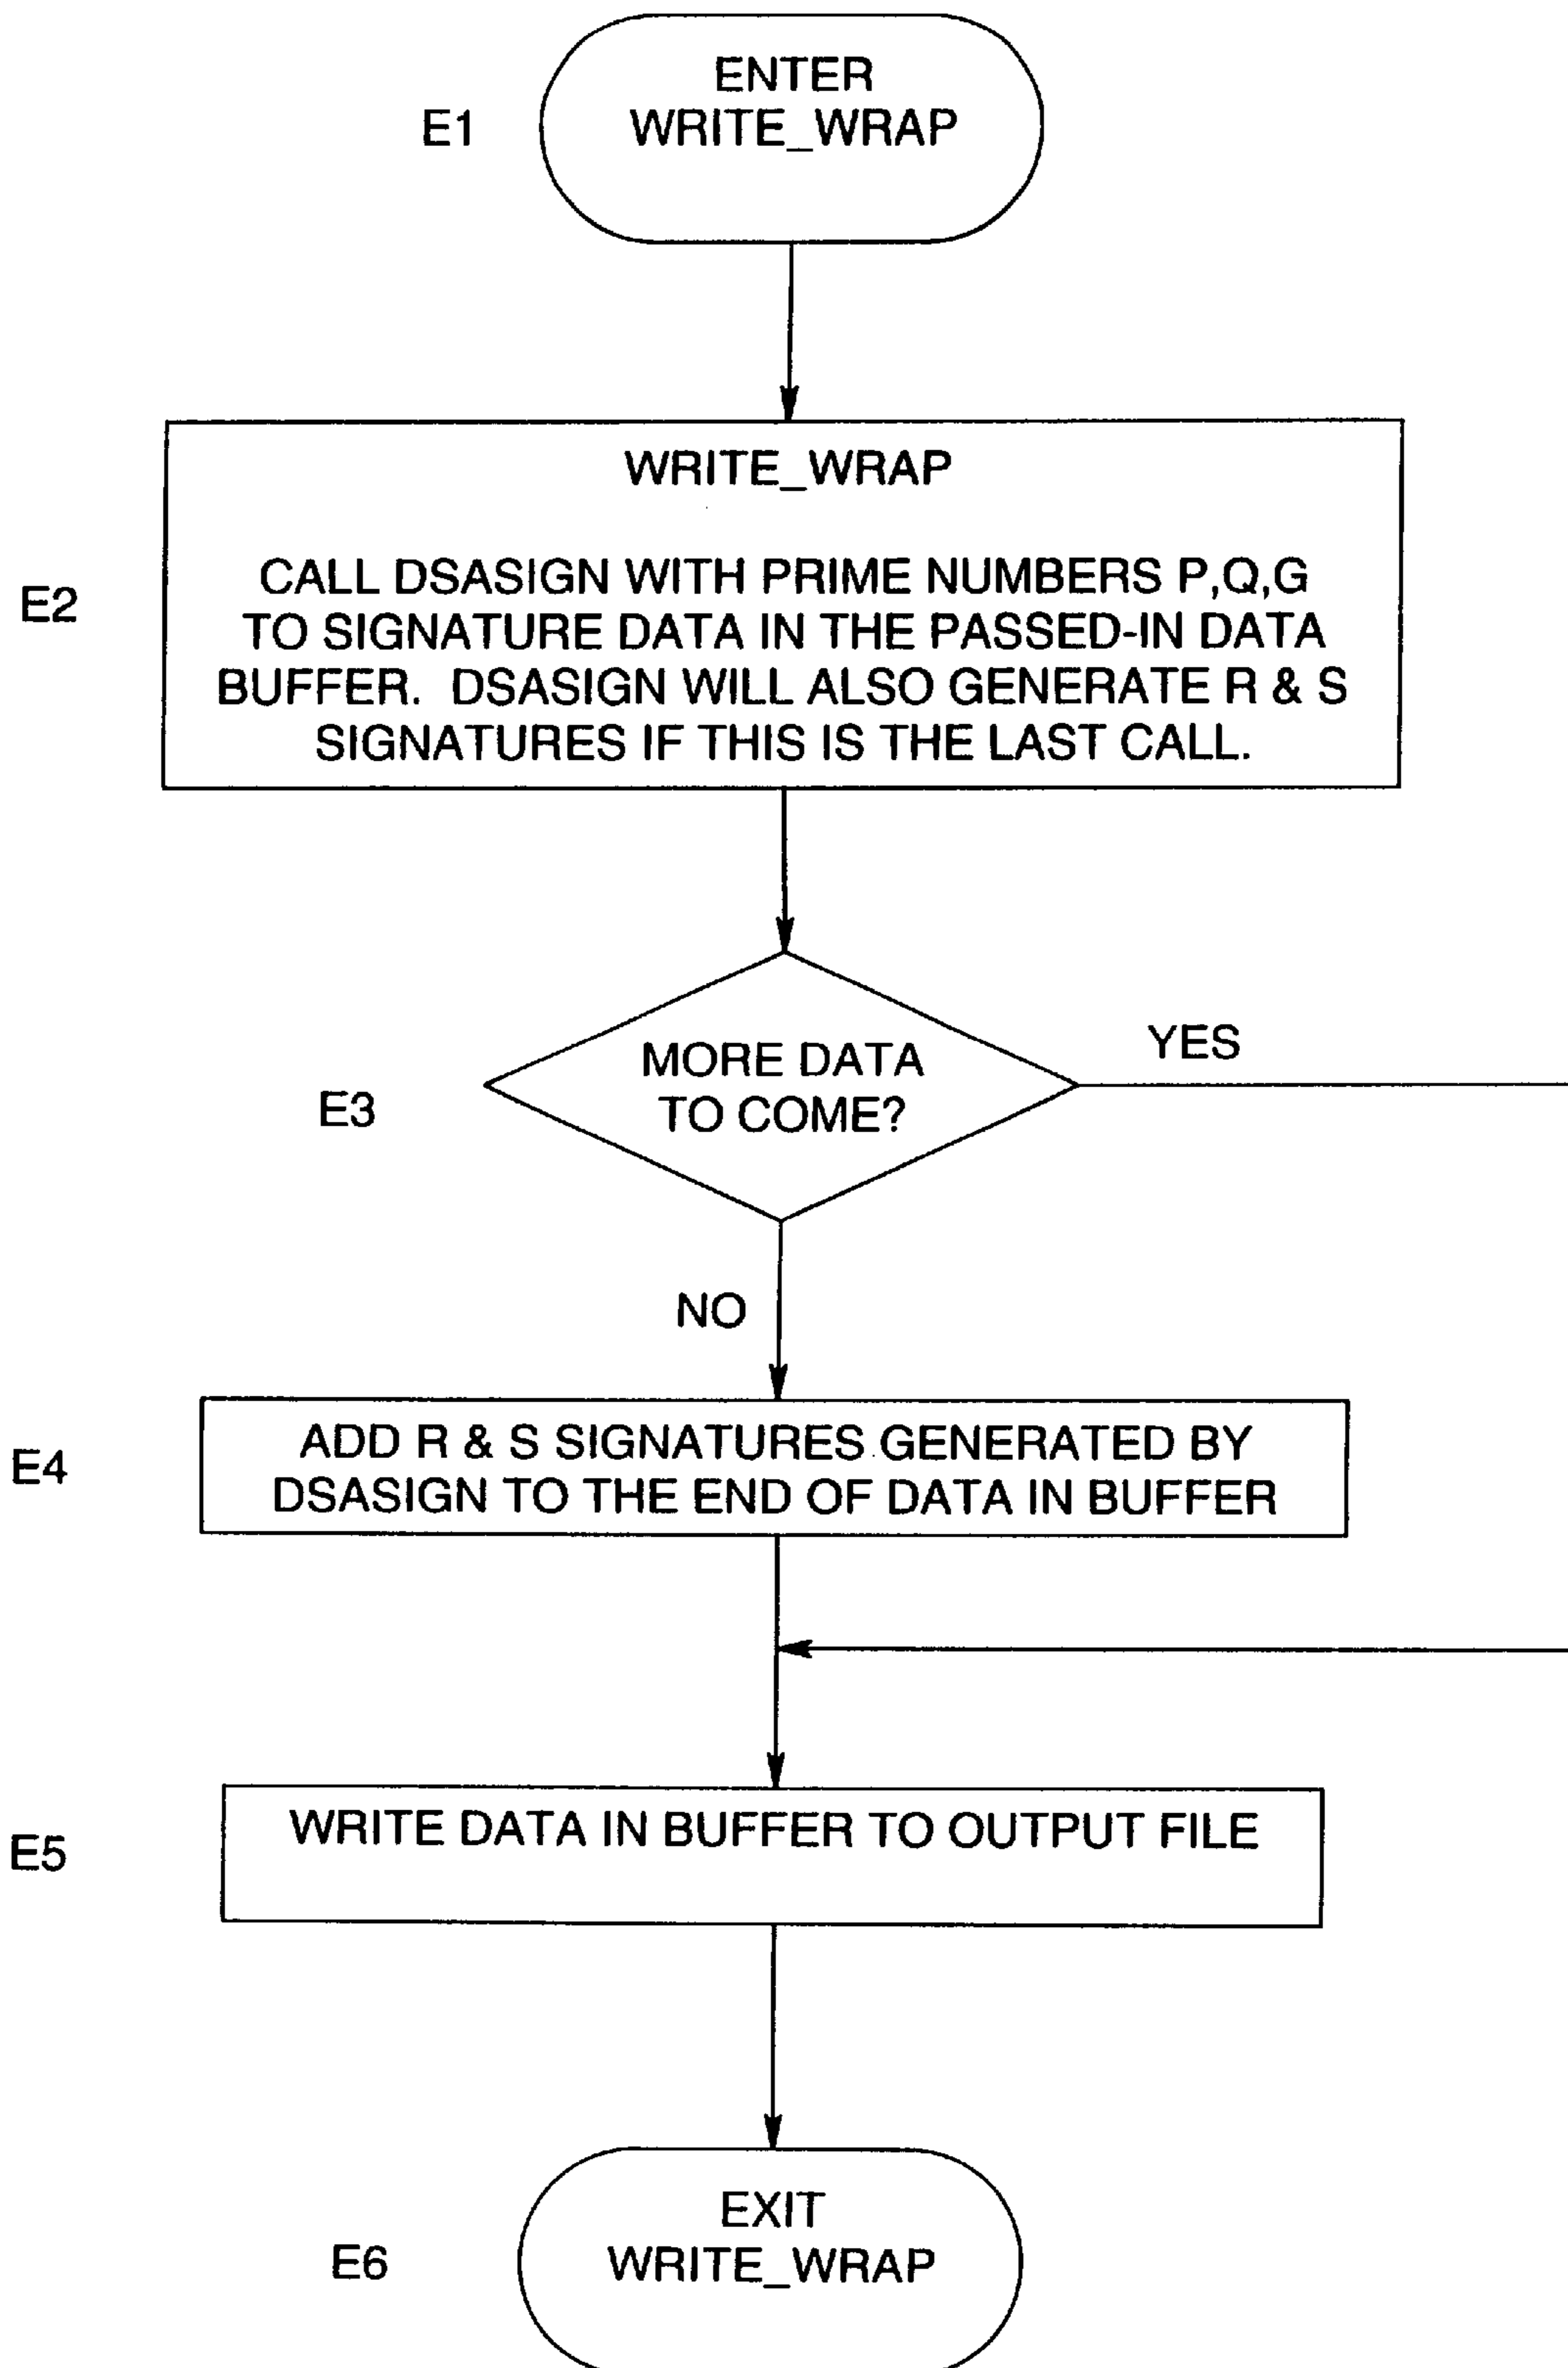 ENTER
WRITE_WRAP
E1
WRITE_WRAP
CALL DSASIGN WITH PRIME NUMBERS P,Q,G
TO SIGNATURE DATA IN THE PASSED-IN DATA
BUFFER. DSASIGN WILL ALSO GENERATE R & S
SIGNATURES IF THIS IS THE LAST CALL.
E2
MORE DATA
TO COME?
E3
YES
NO
ADD R & S SIGNATURES GENERATED BY
DSASIGN TO THE END OF DATA IN BUFFER
E4
WRITE DATA IN BUFFER TO OUTPUT FILE
E5
EXIT
WRITE_WRAP
E6